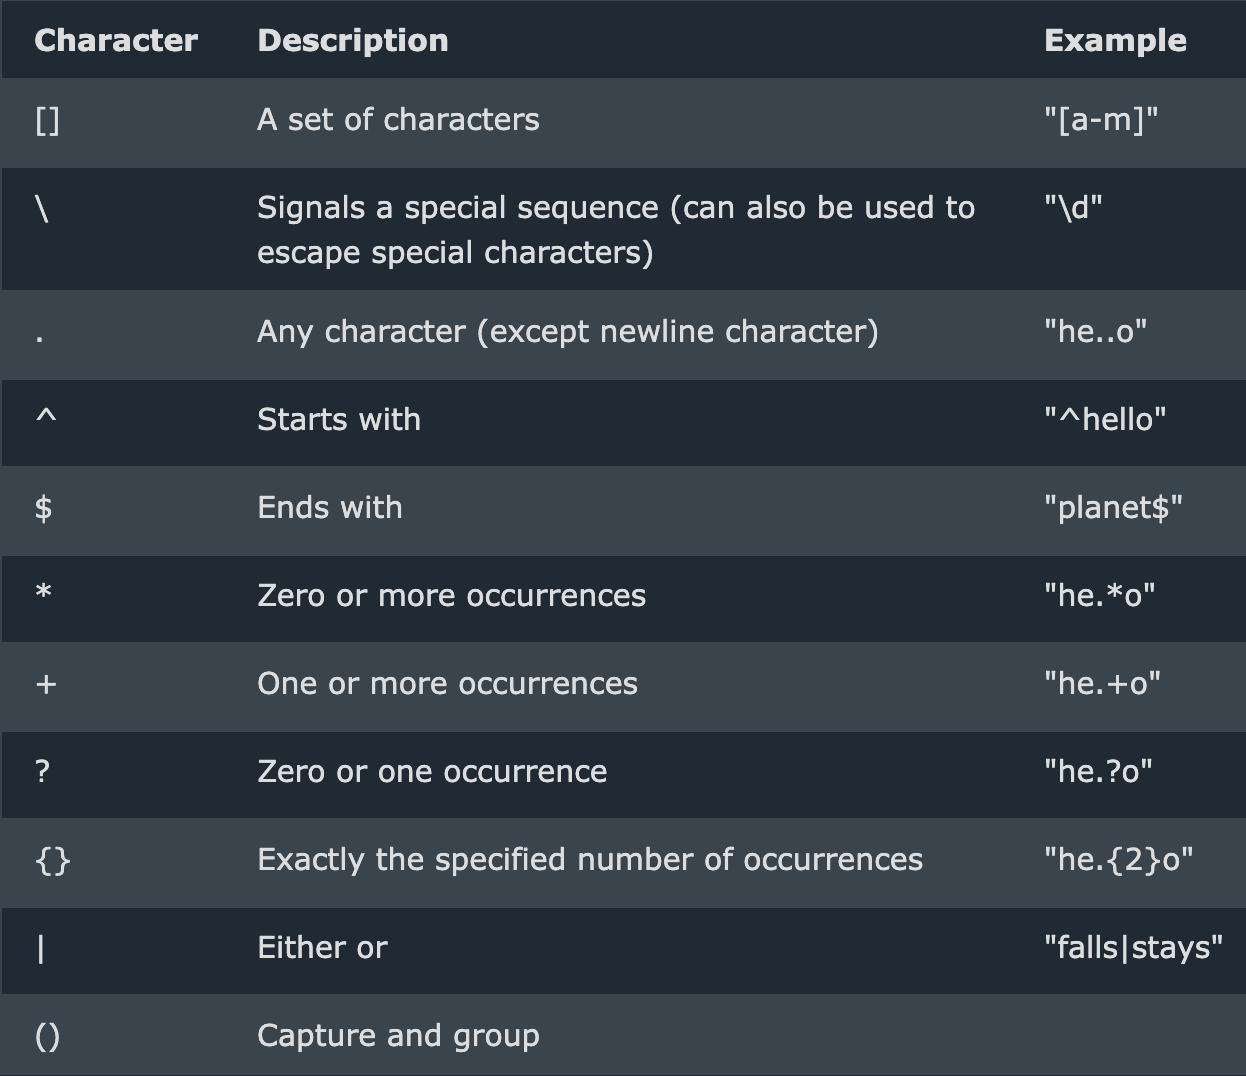 Character Description Example
[] A set of characters "[a-m]"
\ Signals a special sequence (can also be used to "\d"
escape special characters)
. Any character (except newline character) "he..o"
^ Starts with "^hello"
$ Ends with "planet$"
* Zero or more occurrences "he.*o"
+ One or more occurrences "he.+o"
? Zero or one occurrence "he.?o"
{} Exactly the specified number of occurrences "he.{2}o"
| Either or "falls|stays"
() Capture and group